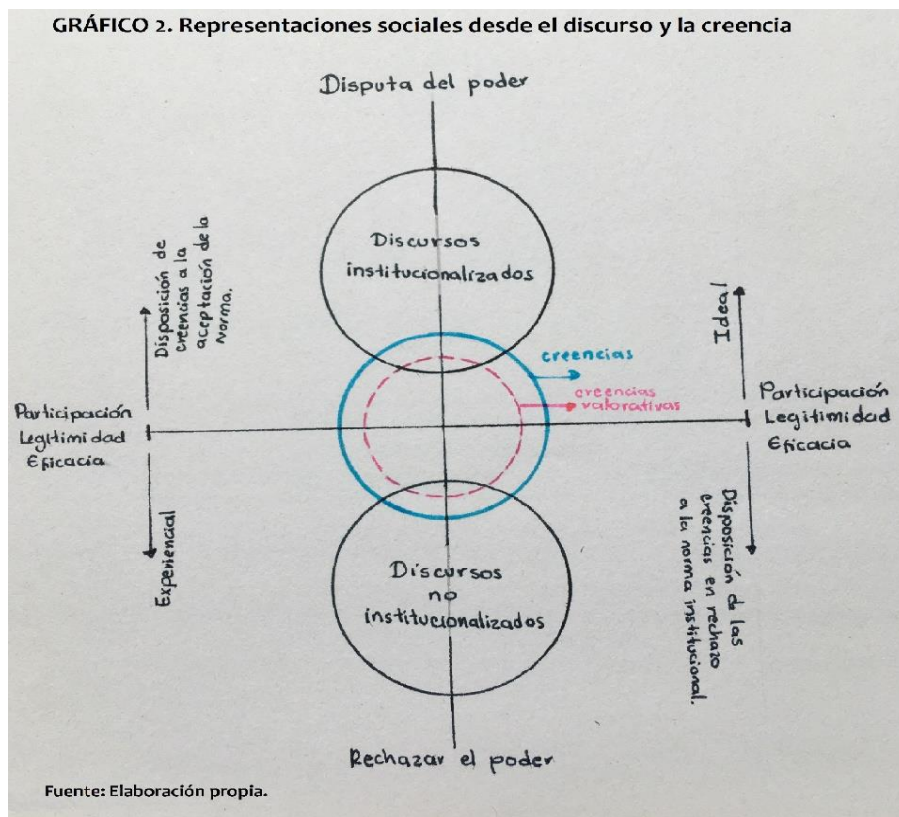 GRÁFICO 2. Representaciones sociales desde el discurso y la creencia
Disputa del poder
Discursos
institucionalizados
Disposición de
creencias a la
aceptación de la
norma.
Ideal
creencias
creencias
valorativas
Participación
Legitimidad
Eficacia
Participación
Legitimidad
Eficacia
Experiencial
Discursos
no
institucionalizados
Disposición de las
creencias en rechazo
a la norma institucional.
Rechazar el poder
Fuente: Elaboración propia.